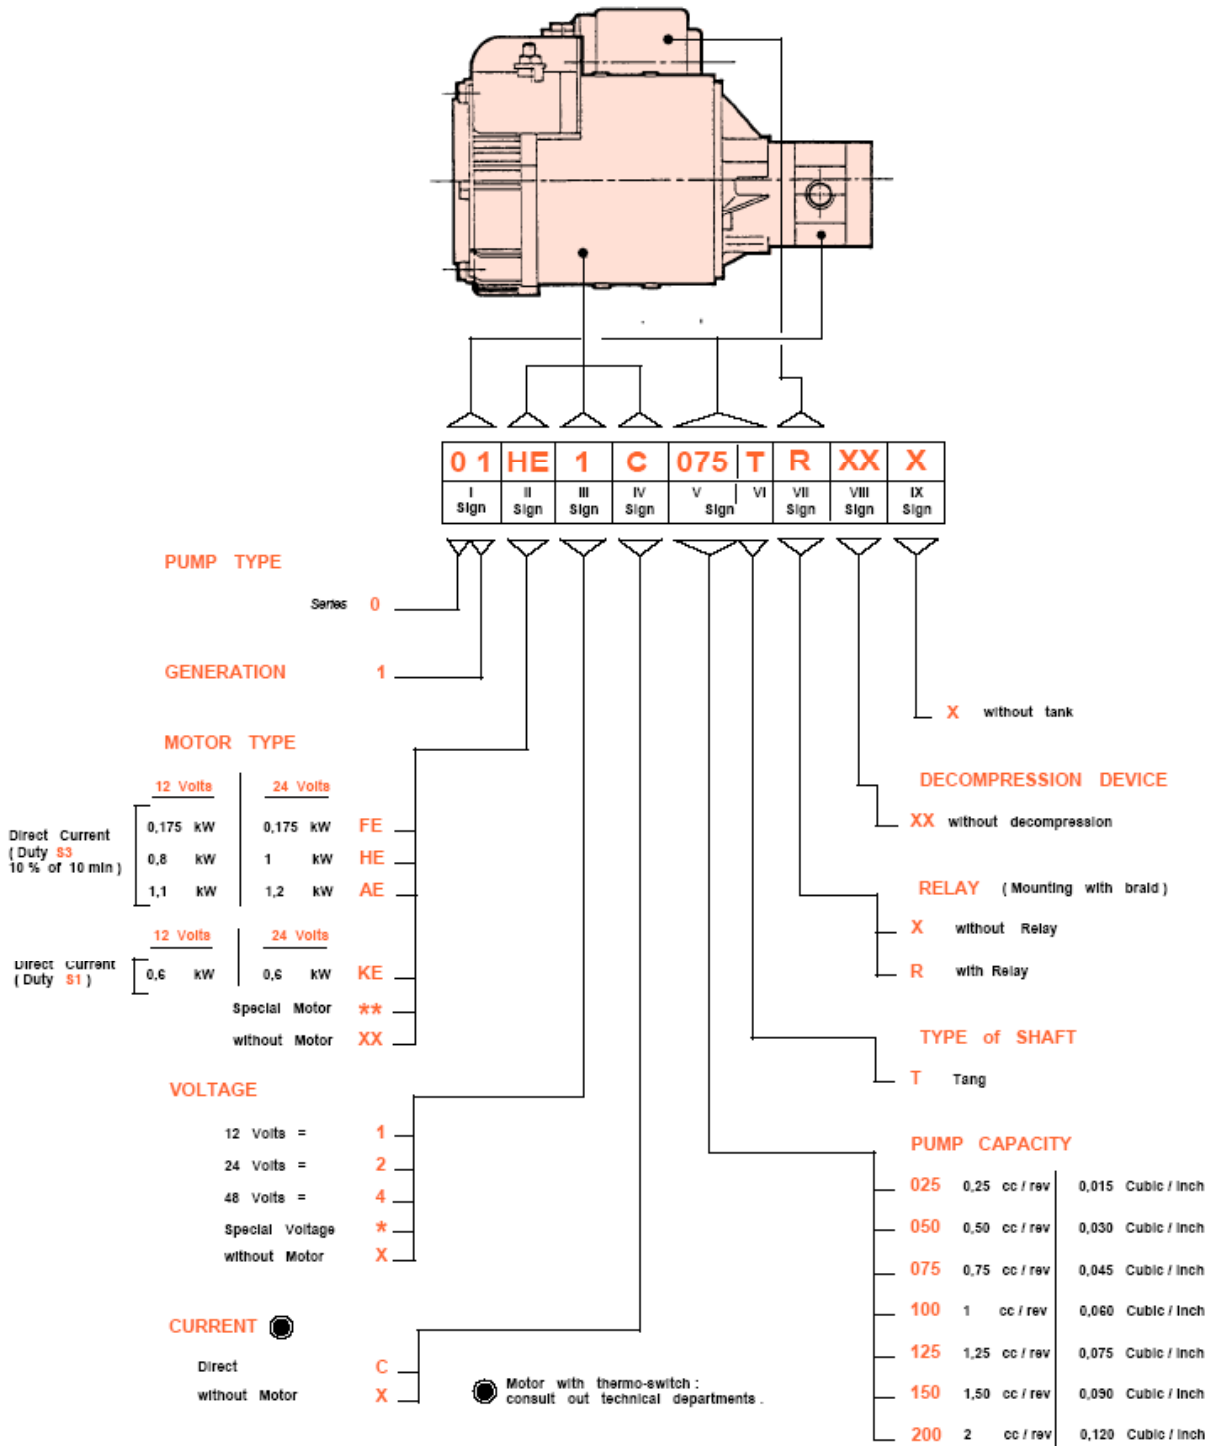 0 1 HE 1 C 075 T R XX X
I II III IV V VI VII VIII IX
Sign Sign Sign Sign Sign Sign Sign Sign
PUMP TYPE
Series 0
GENERATION 1
MOTOR TYPE
12 Volts 24 Volts
Direct Current
( Duty S3
10 % of 10 min )
0,175 kW 0,175 kW FE
0,8 kW 1 kW HE
1,1 kW 1,2 kW AE
12 Volts 24 Volts
Direct Current
( Duty S1 )
0,6 kW 0,6 kW KE
Special Motor **
without Motor XX
VOLTAGE
12 Volts = 1
24 Volts = 2
48 Volts = 4
Special Voltage *
without Motor X
CURRENT
Direct C
without Motor X
Motor with thermo-switch :
consult out technical departments .
X without tank
DECOMPRESSION DEVICE
XX without decompression
RELAY ( Mounting with braid )
X without Relay
R with Relay
TYPE of SHAFT
T Tang
PUMP CAPACITY
025 0,25 cc / rev 0,015 Cubic / Inch
050 0,50 cc / rev 0,030 Cubic / Inch
075 0,75 cc / rev 0,045 Cubic / Inch
100 1 cc / rev 0,060 Cubic / Inch
125 1,25 cc / rev 0,075 Cubic / Inch
150 1,50 cc / rev 0,090 Cubic / Inch
200 2 cc / rev 0,120 Cubic / Inch